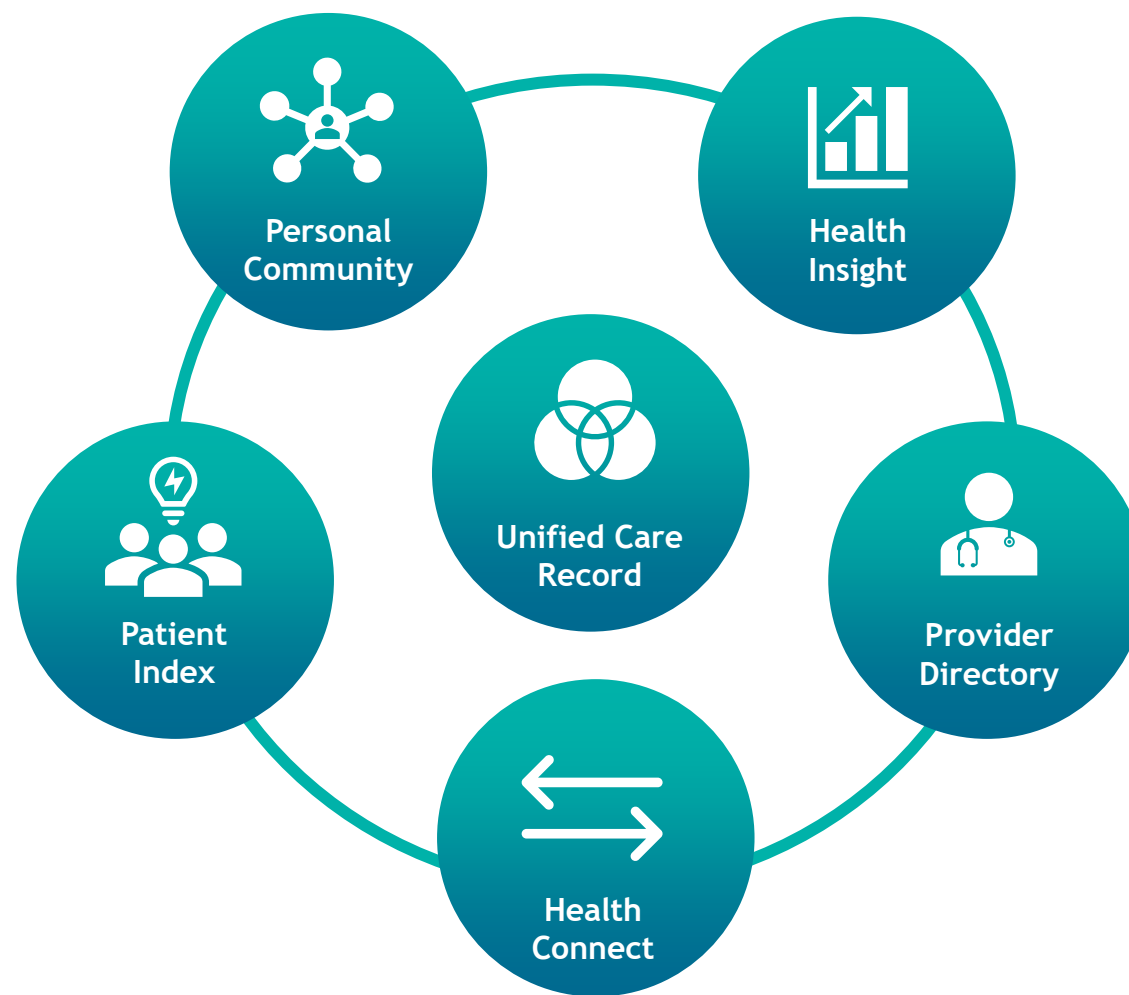 Personal
Community
Health
Insight
Unified Care
Record
Patient
Index
Provider
Directory
Health
Connect